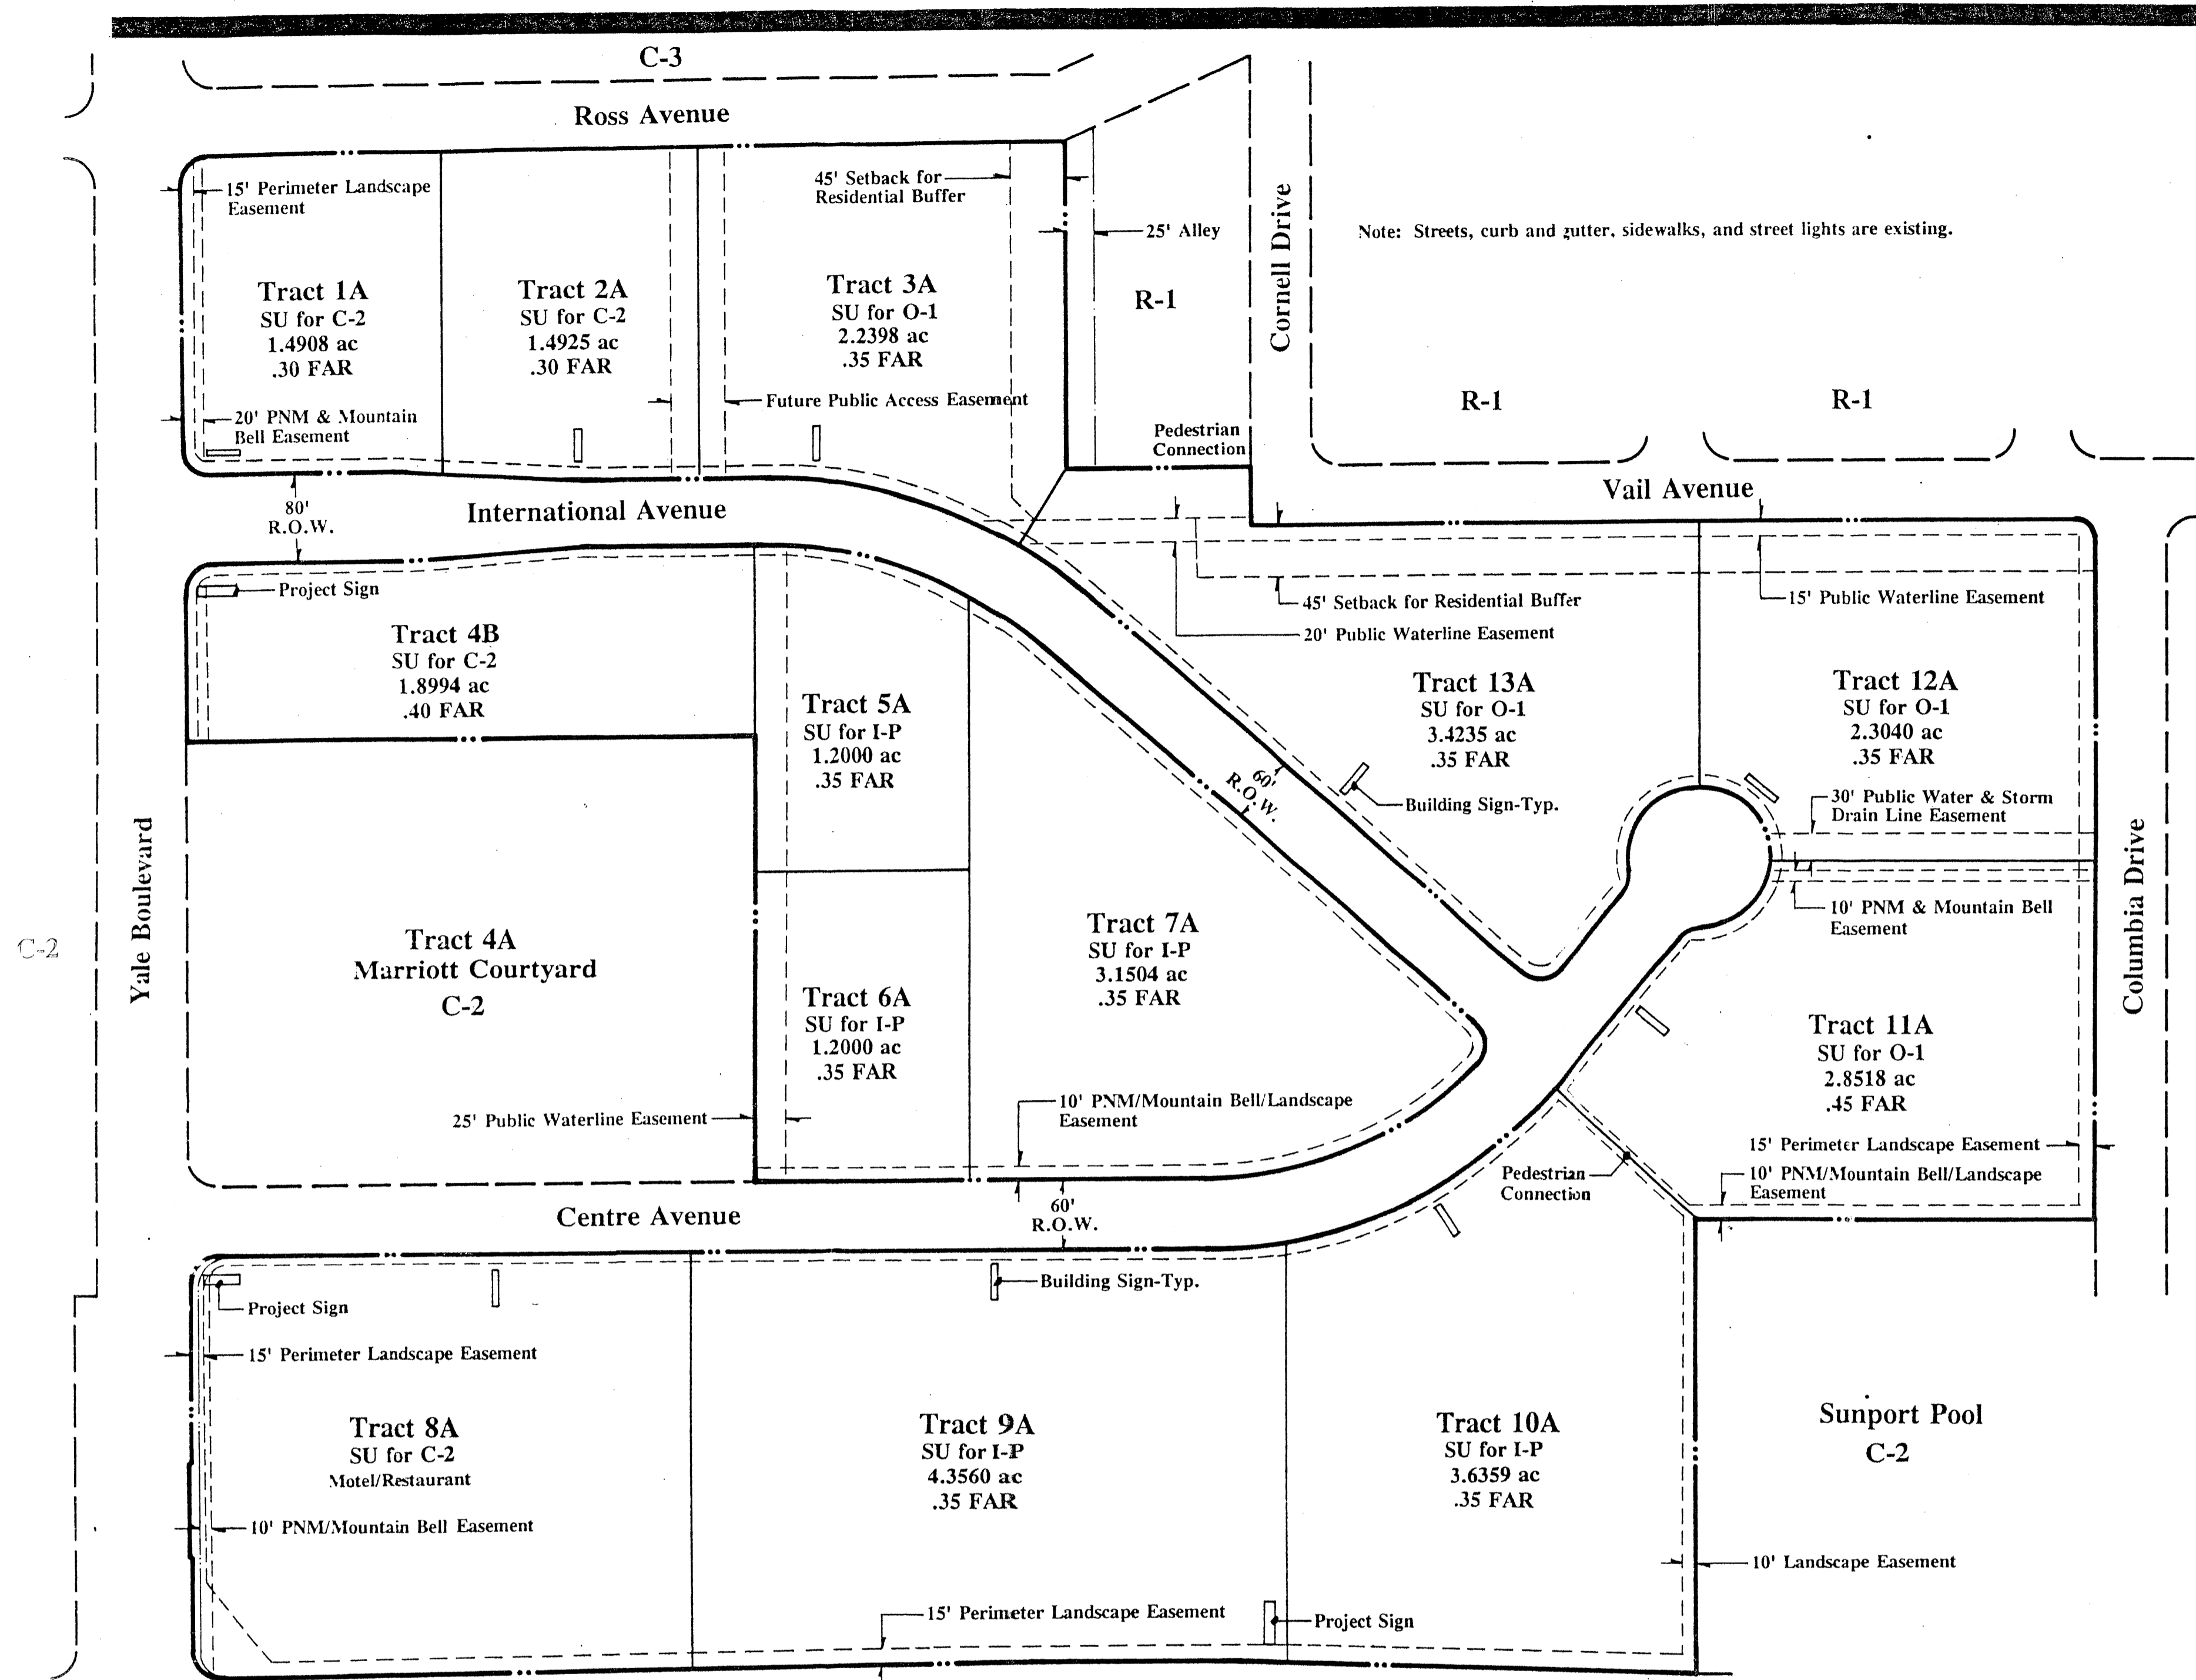 C-3
Ross Avenue
15' Perimeter Landscape
Easement
Tract 1A
SU for C-2
1.4908 ac
.30 FAR
20' PNM & Mountain
Bell Easement
Tract 2A
SU for C-2
1.4925 ac
.30 FAR
45' Setback for
Residential Buffer
Tract 3A
SU for O-1
2.2398 ac
.35 FAR
Future Public Access Easement
25' Alley
R-1
Pedestrian
Connection
Cornell Drive
Note: Streets, curb and gutter, sidewalks, and street lights are existing.
R-1
R-1
Vail Avenue
80'
R.O.W.
International Avenue
Project Sign
Tract 4B
SU for C-2
1.8994 ac
.40 FAR
45' Setback for Residential Buffer
20' Public Waterline Easement
15' Public Waterline Easement
Tract 5A
SU for I-P
1.2000 ac
.35 FAR
Tract 13A
SU for O-1
3.4235 ac
.35 FAR
Tract 12A
SU for O-1
2.3040 ac
.35 FAR
60'
R.O.W.
Building Sign-Typ.
30' Public Water & Storm
Drain Line Easement
10' PNM & Mountain Bell
Easement
C-2
Yale Boulevard
Columbia Drive
Tract 4A
Marriott Courtyard
C-2
Tract 7A
SU for I-P
3.1504 ac
.35 FAR
Tract 6A
SU for I-P
1.2000 ac
.35 FAR
Tract 11A
SU for O-1
2.8518 ac
.45 FAR
25' Public Waterline Easement
10' PNM/Mountain Bell/Landscape
Easement
15' Perimeter Landscape Easement
Pedestrian
Connection
10' PNM/Mountain Bell/Landscape
Easement
Centre Avenue
60'
R.O.W.
Project Sign
Building Sign-Typ.
15' Perimeter Landscape Easement
Tract 8A
SU for C-2
Motel/Restaurant
10' PNM/Mountain Bell Easement
Tract 9A
SU for I-P
4.3560 ac
.35 FAR
Tract 10A
SU for I-P
3.6359 ac
.35 FAR
Sunport Pool
C-2
10' Landscape Easement
15' Perimeter Landscape Easement
Project Sign